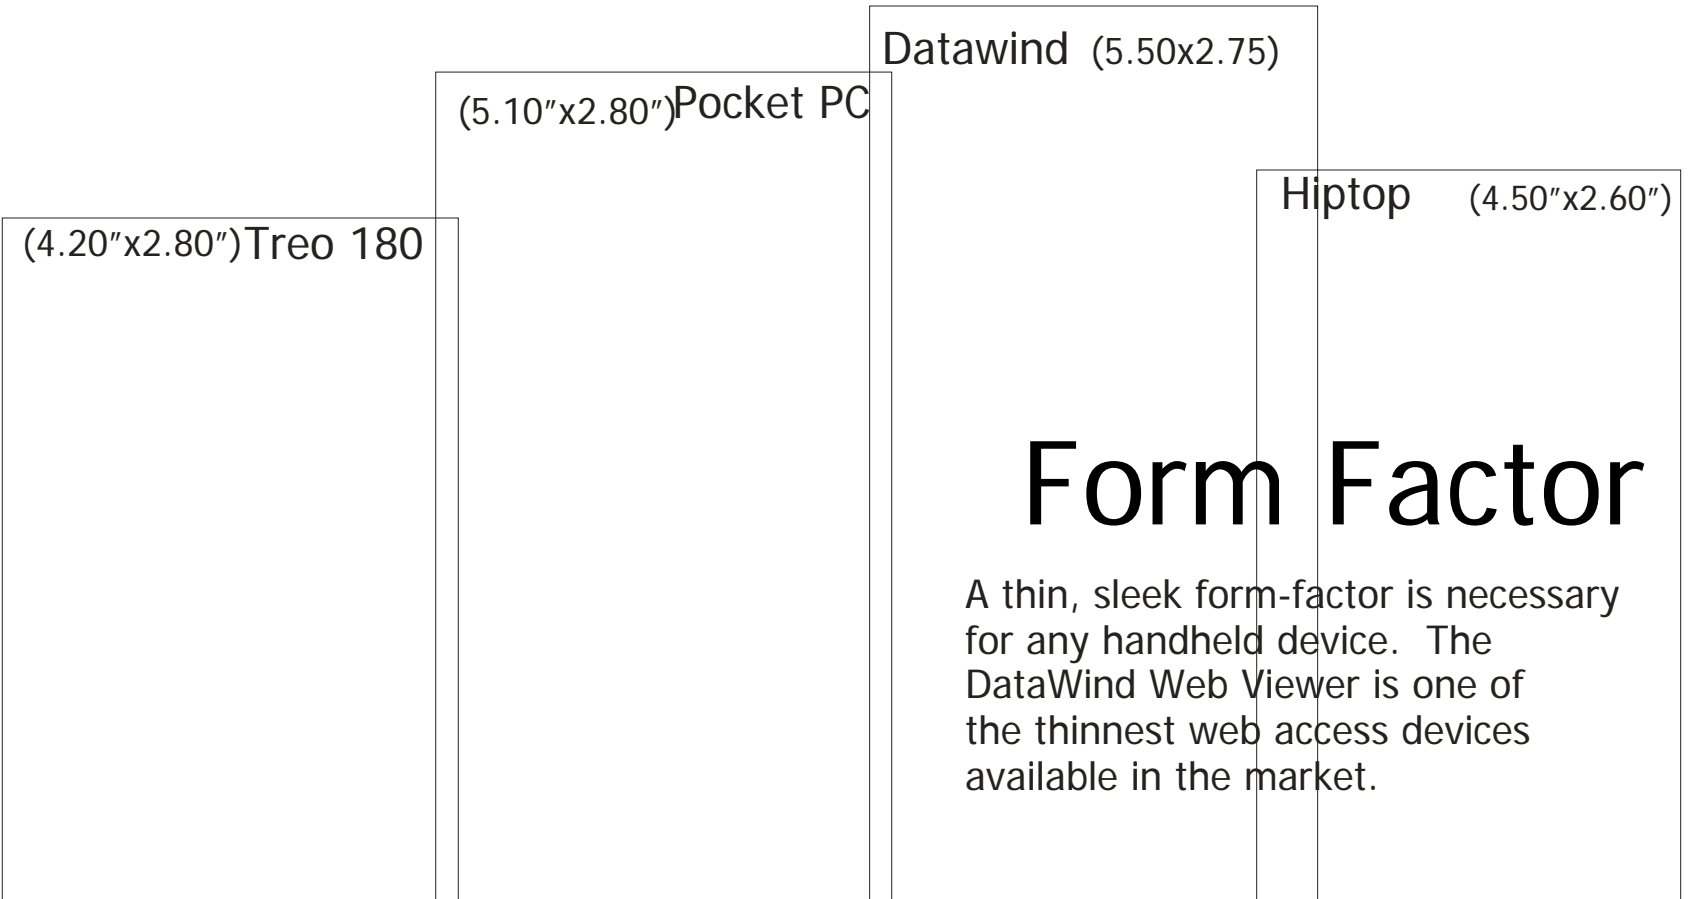 Datawind (5.50x2.75)
(5.10"x2.80")Pocket PC
Hiptop (4.50"x2.60")
(4.20"x2.80")Treo 180
Form Factor
A thin, sleek form-factor is necessary
for any handheld device.  The
DataWind Web Viewer is one of
the thinnest web access devices
available in the market.